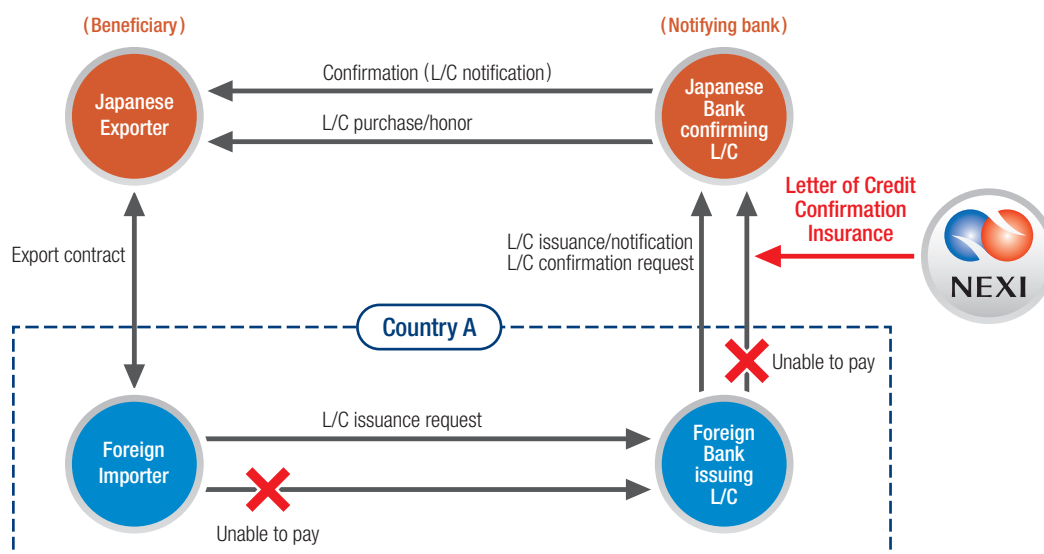 (Beneficiary)
(Notifying bank)
Japanese
Exporter
Confirmation (L/C notification)
L/C purchase/honor
Japanese
Bank
confirming
L/C
Letter of Credit
Confirmation
Insurance
NEXI
Export contract
L/C issuance/notification
L/C confirmation request
Country A
Unable to pay
Foreign
Importer
L/C issuance request
Unable to pay
Foreign
Bank
issuing
L/C